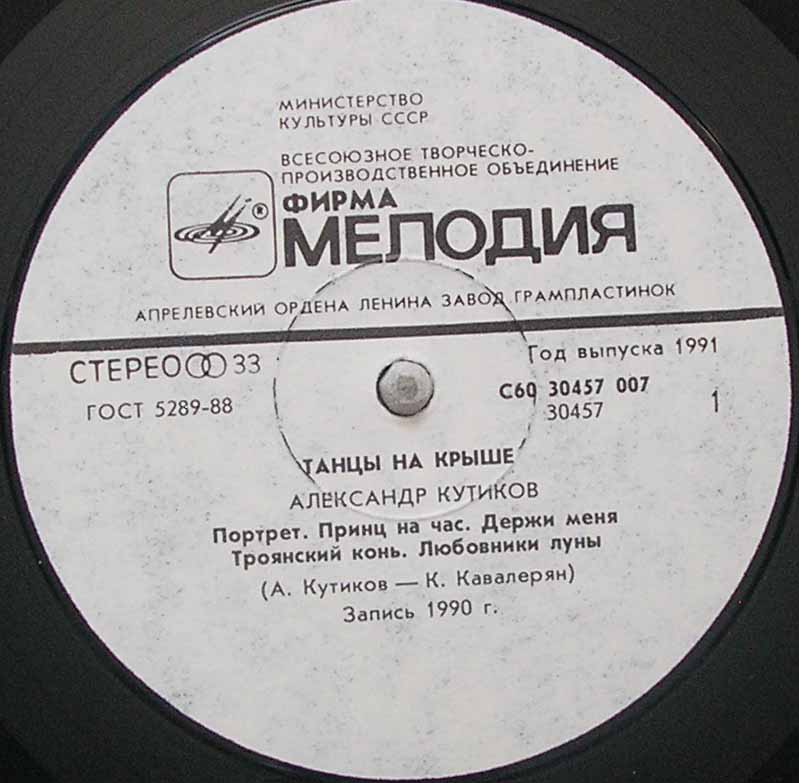 МИНИСТЕРСТВО
КУЛЬТУРЫ СССР
ВСЕСОЮЗНОЕ ТВОРЧЕСКО-
ПРОИЗВОДСТВЕННОЕ ОБЪЕДИНЕНИЕ
® ФИРМА
МЕЛОДИЯ
АПРЕЛЕВСКИЙ ОРДЕНА ЛЕНИНА ЗАВОД ГРАМПЛАСТИНОК
СТЕРЕО 33
Год выпуска 1991
ГОСТ 5289-88
С60 30457 007
30457
1
ТАНЦЫ НА КРЫШЕ
АЛЕКСАНДР КУТИКОВ
Портрет. Принц на час. Держи меня
Троянский конь. Любовники луны
(А. Кутиков — К. Кавалерян)
Запись 1990 г.